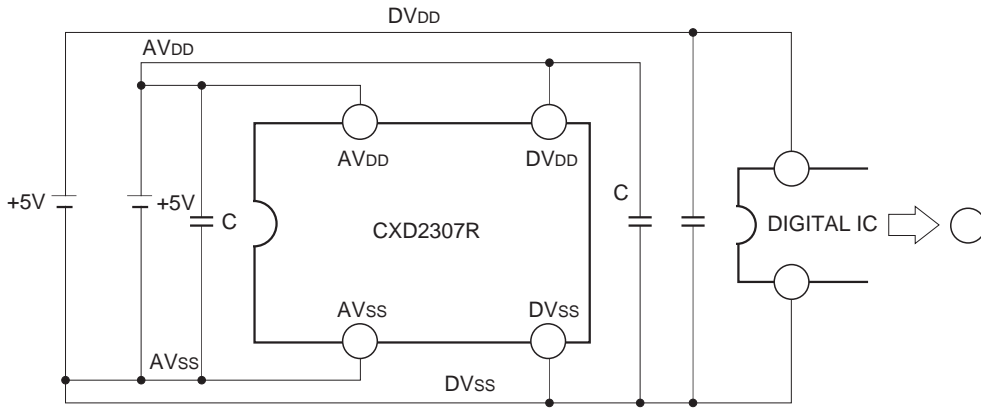 DVDD
AVDD
AVDD
DVDD
+5V
+5V
C
CXD2307R
C
DIGITAL IC
AVSS
DVSS
AVSS
DVSS